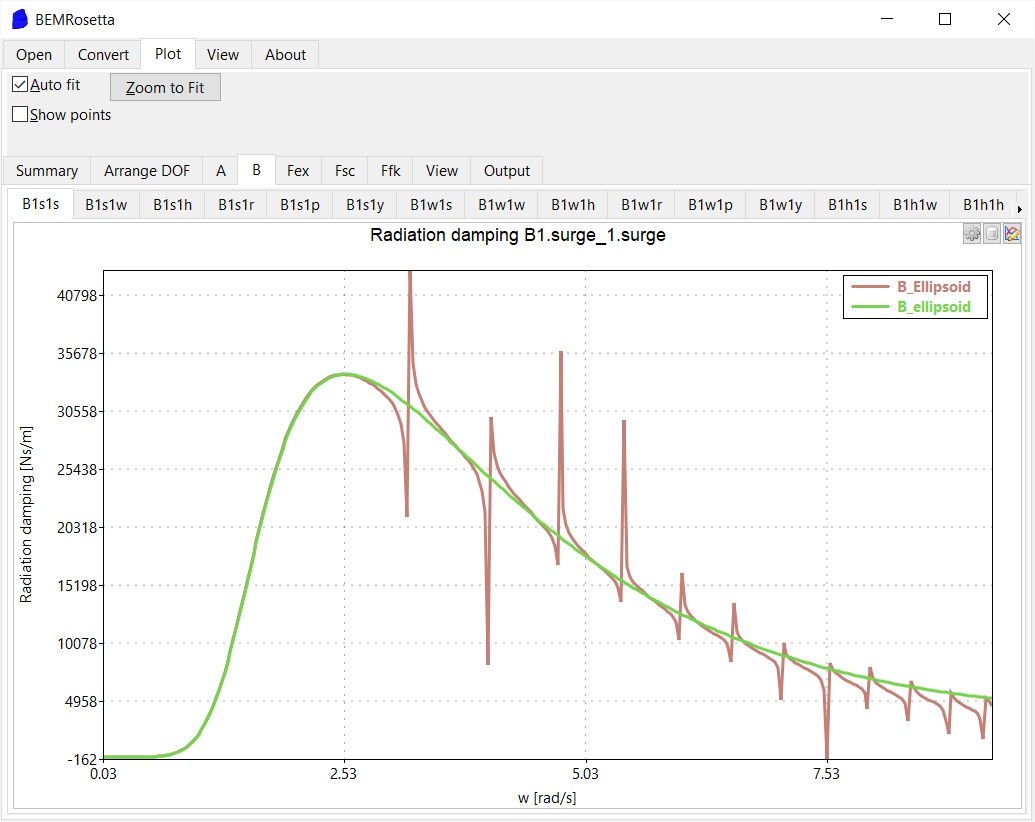 BEMRosetta
Open Convert Plot View About
Auto fit Zoom to Fit
Show points
Summary Arrange DOF A B Fex Fsc Ffk View Output
B1s1s B1s1w B1s1h B1s1r B1s1p B1s1y B1w1s B1w1w B1w1h B1w1r B1w1p B1w1y B1h1s B1h1w B1h1h
Radiation damping B1.surge_1.surge
B_Ellipsoid
B_ellipsoid
Radiation damping [Ns/m]
40798
35678
30558
25438
20318
15198
10078
4958
-162
0.03 2.53 5.03 7.53
w [rad/s]